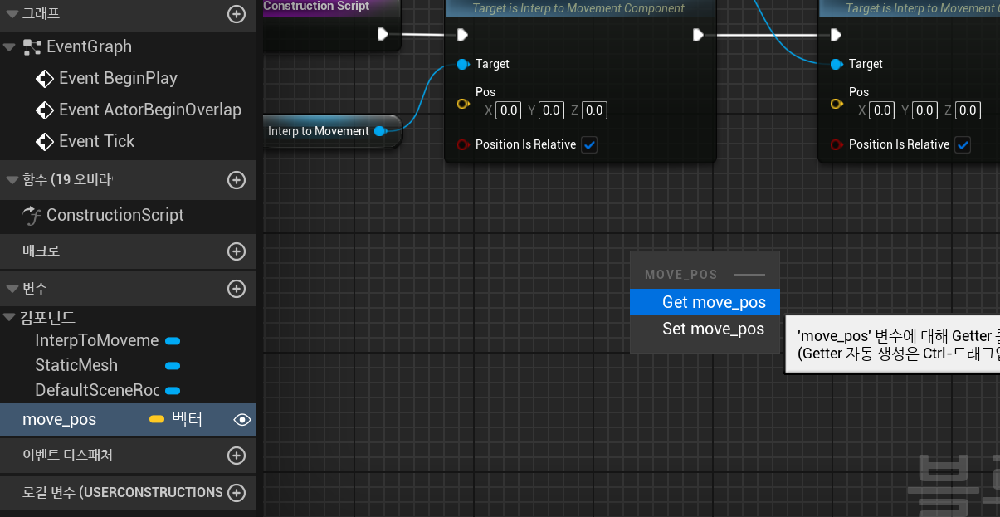 그래프
EventGraph
Event BeginPlay
Event ActorBeginOverlap
Event Tick
함수 (19 오버라
ConstructionScript
매크로
변수
컴포넌트
InterpToMoveme
StaticMesh
DefaultSceneRoc
move_pos 벡터
이벤트 디스패처
로컬 변수 (USERCONSTRUCTIONS
Construction Script
Interp to Movement
Target is Interp to Movement Component
Target
Pos
X 0.0 Y 0.0 Z 0.0
Position Is Relative
Target is Interp to Movement
Target
Pos
X 0.0 Y 0.0 Z 0.0
Position Is Relative
MOVE_POS
Get move_pos
Set move_pos
'move_pos' 변수에 대해 Getter
(Getter 자동 생성은 Ctrl-드래그
블